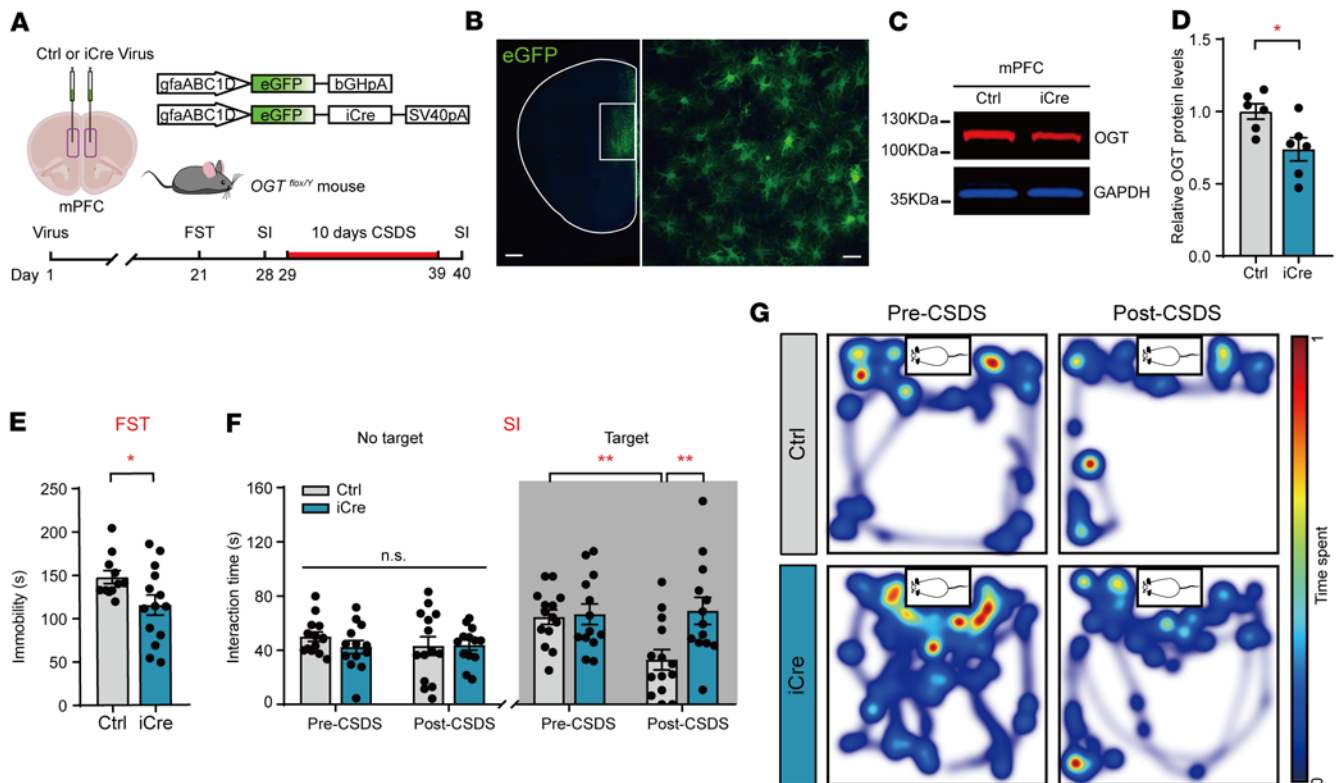 A
Ctrl or iCre Virus
gfaABC1D eGFP bGHpA
gfaABC1D eGFP iCre SV40pA
mPFC
OGT flox/Y mouse
Virus FST SI 10 days CSDS SI
Day 1 21 28 29 39 40
B
eGFP
C
mPFC
Ctrl iCre
130KDa
100KDa
OGT
35KDa
GAPDH
D
*
Relative OGT protein levels
1.5
1.0
0.5
0.0
Ctrl iCre
E
FST
*
Immobility (s)
250
200
150
100
50
0
Ctrl iCre
F
SI
No target Target
** **
Ctrl
iCre
n.s.
Interaction time (s)
160
120
80
40
0
Pre-CSDS Post-CSDS Pre-CSDS Post-CSDS
G
Pre-CSDS Post-CSDS
Ctrl
iCre
1
Time spent
0